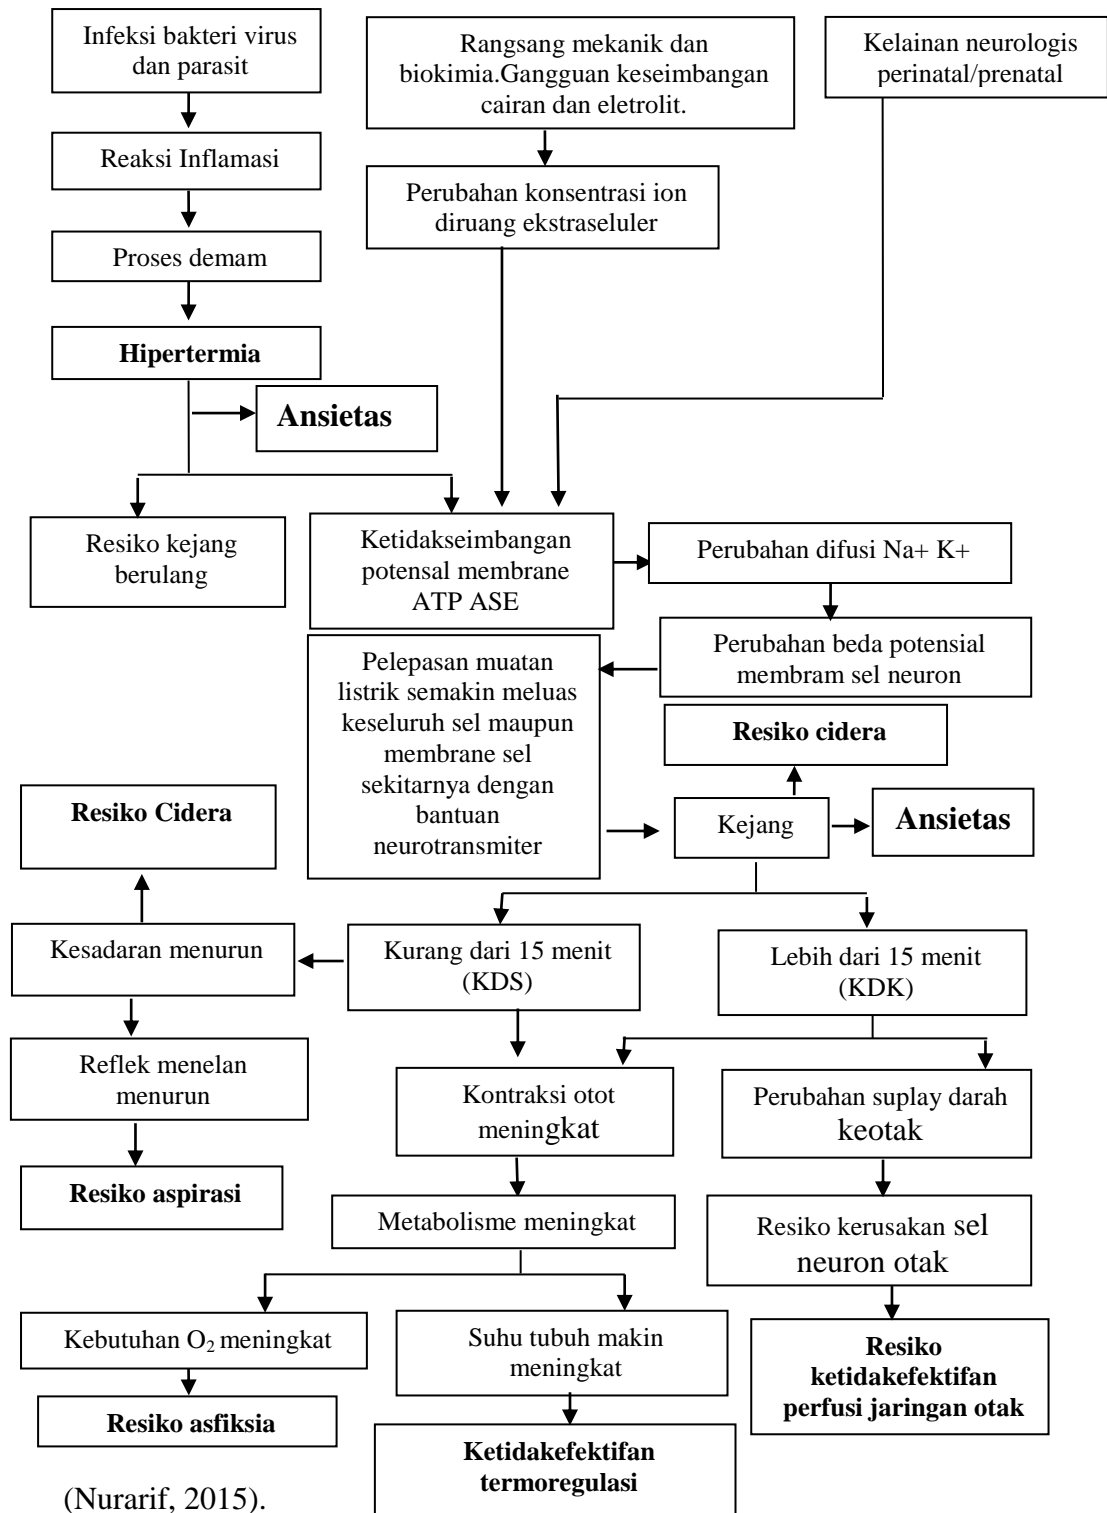 Infeksi bakteri virus
dan parasit
Rangsang mekanik dan
biokimia.Gangguan keseimbangan
cairan dan eletrolit.
Kelainan neurologis
perinatal/prenatal
Reaksi Inflamasi
Perubahan konsentrasi ion
diruang ekstraseluler
Proses demam
Hipertermia
Ansietas
Resiko kejang
berulang
Ketidakseimbangan
potensal membrane
ATP ASE
Perubahan difusi Na+ K+
Perubahan beda potensial
membram sel neuron
Pelepasan muatan
listrik semakin meluas
keseluruh sel maupun
membrane sel
sekitarnya dengan
bantuan
neurotransmiter
Resiko cidera
Kejang
Ansietas
Resiko Cidera
Kesadaran menurun
Kurang dari 15 menit
(KDS)
Lebih dari 15 menit
(KDK)
Reflek menelan
menurun
Kontraksi otot
meningkat
Perubahan suplay darah
keotak
Resiko aspirasi
Metabolisme meningkat
Resiko kerusakan sel
neuron otak
Kebutuhan O₂ meningkat
Suhu tubuh makin
meningkat
Resiko
ketidakefektifan
perfusi jaringan otak
Resiko asfiksia
Ketidakefektifan
termoregulasi
(Nurarif, 2015).